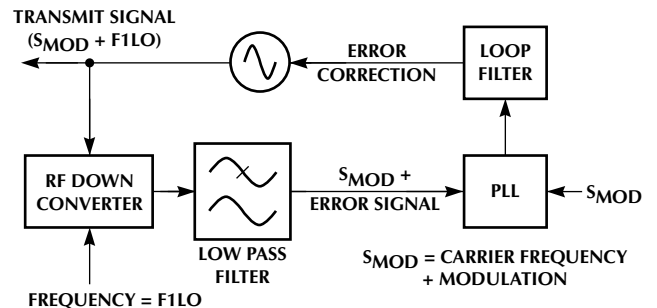 TRANSMIT SIGNAL
(SMOD + F1LO)
ERROR
CORRECTION
LOOP
FILTER
RF DOWN
CONVERTER
SMOD +
ERROR SIGNAL
PLL
SMOD
LOW PASS
FILTER
SMOD = CARRIER FREQUENCY
+ MODULATION
FREQUENCY = F1LO